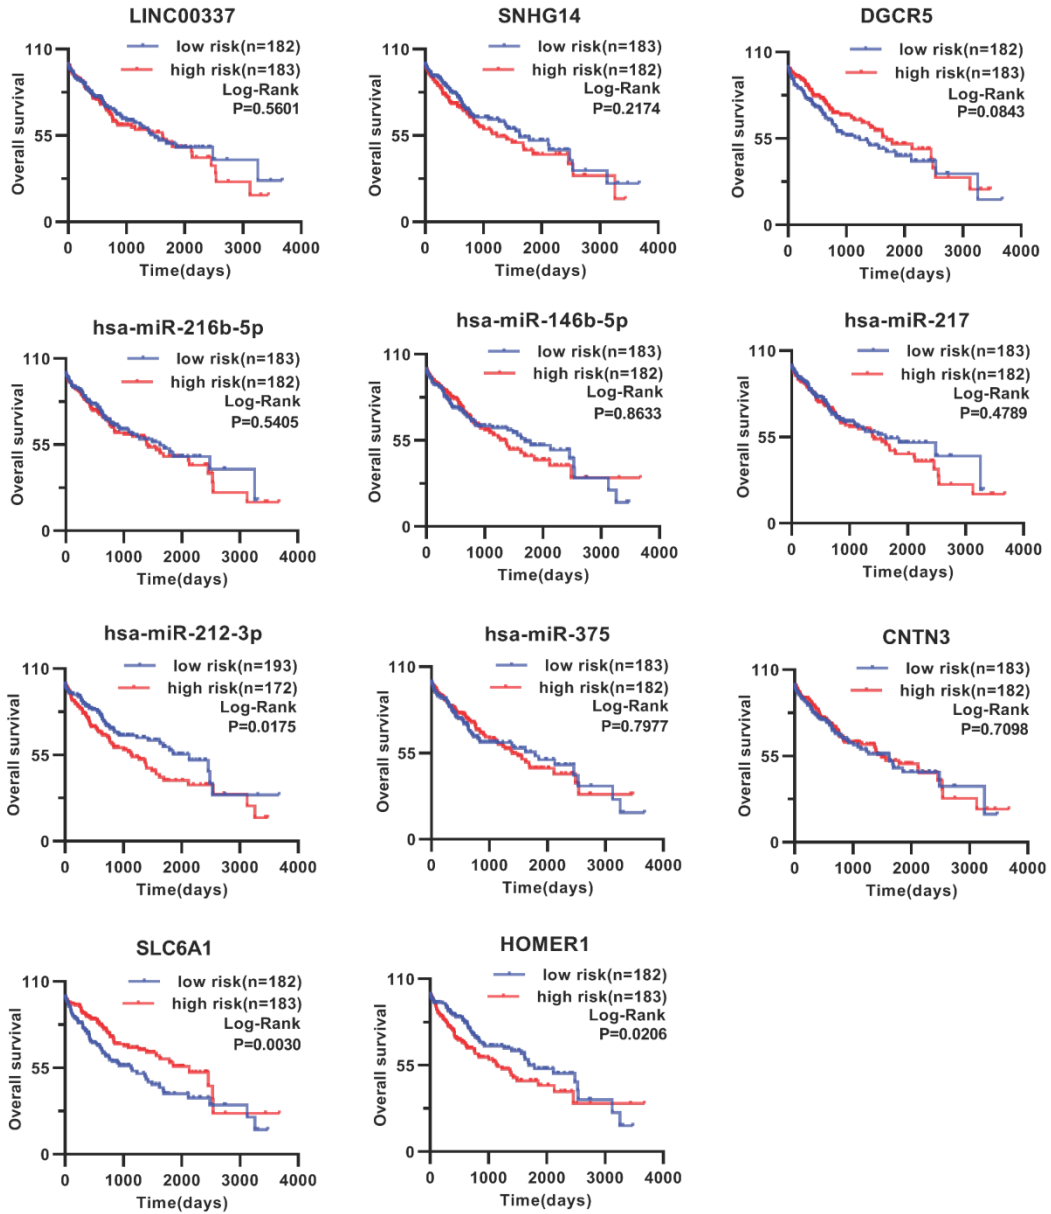 LINC00337
110
55
0
Overall survival
low risk(n=182)
high risk(n=183)
Log-Rank
P=0.5601
0 1000 2000 3000 4000
Time(days)
SNHG14
110
55
0
Overall survival
low risk(n=183)
high risk(n=182)
Log-Rank
P=0.2174
0 1000 2000 3000 4000
Time(days)
DGCR5
110
55
0
Overall survival
low risk(n=182)
high risk(n=183)
Log-Rank
P=0.0843
0 1000 2000 3000 4000
Time(days)
hsa-miR-216b-5p
110
55
0
Overall survival
low risk(n=183)
high risk(n=182)
Log-Rank
P=0.5405
0 1000 2000 3000 4000
Time(days)
hsa-miR-146b-5p
110
55
0
Overall survival
low risk(n=183)
high risk(n=182)
Log-Rank
P=0.8633
0 1000 2000 3000 4000
Time(days)
hsa-miR-217
110
55
0
Overall survival
low risk(n=183)
high risk(n=182)
Log-Rank
P=0.4789
0 1000 2000 3000 4000
Time(days)
hsa-miR-212-3p
110
55
0
Overall survival
low risk(n=193)
high risk(n=172)
Log-Rank
P=0.0175
0 1000 2000 3000 4000
Time(days)
hsa-miR-375
110
55
0
Overall survival
low risk(n=183)
high risk(n=182)
Log-Rank
P=0.7977
0 1000 2000 3000 4000
Time(days)
CNTN3
110
55
0
Overall survival
low risk(n=183)
high risk(n=182)
Log-Rank
P=0.7098
0 1000 2000 3000 4000
Time(days)
SLC6A1
110
55
0
Overall survival
low risk(n=182)
high risk(n=183)
Log-Rank
P=0.0030
0 1000 2000 3000 4000
Time(days)
HOMER1
110
55
0
Overall survival
low risk(n=182)
high risk(n=183)
Log-Rank
P=0.0206
0 1000 2000 3000 4000
Time(days)